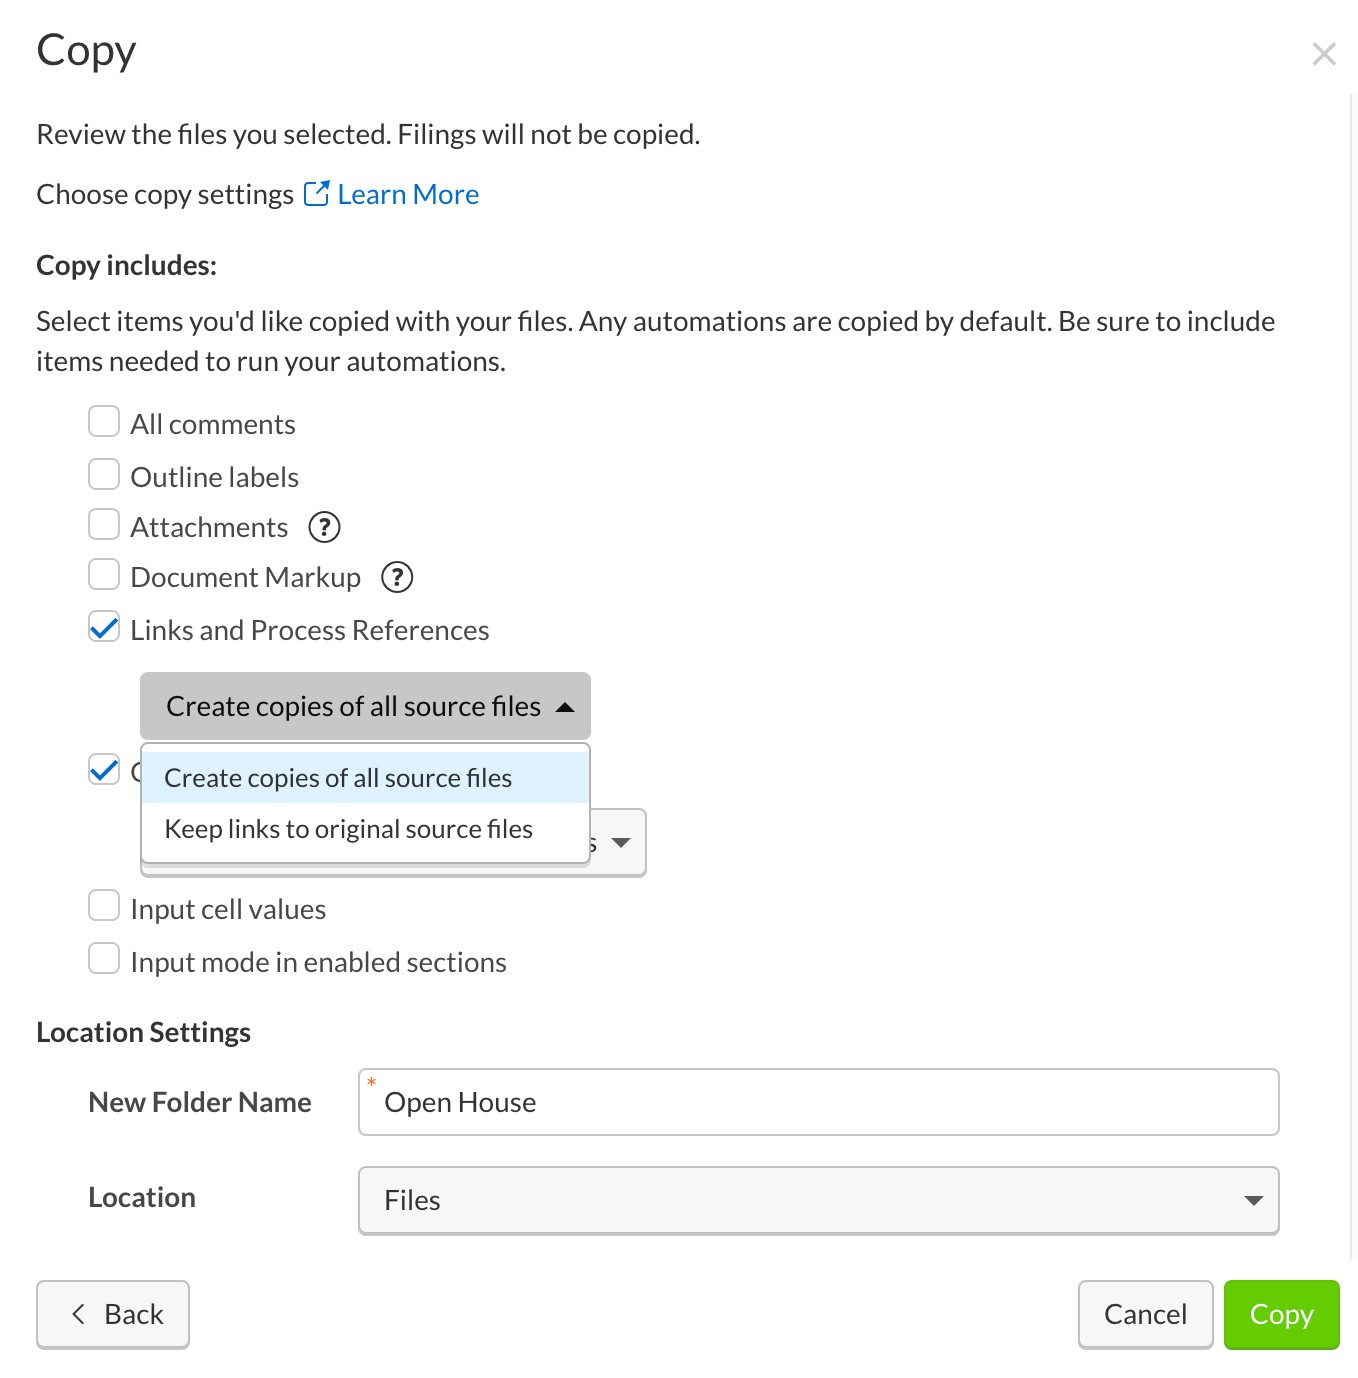 Copy
Review the files you selected. Filings will not be copied.
Choose copy settings Learn More
Copy includes:
Select items you'd like copied with your files. Any automations are copied by default. Be sure to include
items needed to run your automations.
All comments
Outline labels
Attachments ?
Document Markup ?
Links and Process References
Create copies of all source files
Create copies of all source files
Keep links to original source files
Input cell values
Input mode in enabled sections
Location Settings
New Folder Name * Open House
Location Files
Back Cancel Copy